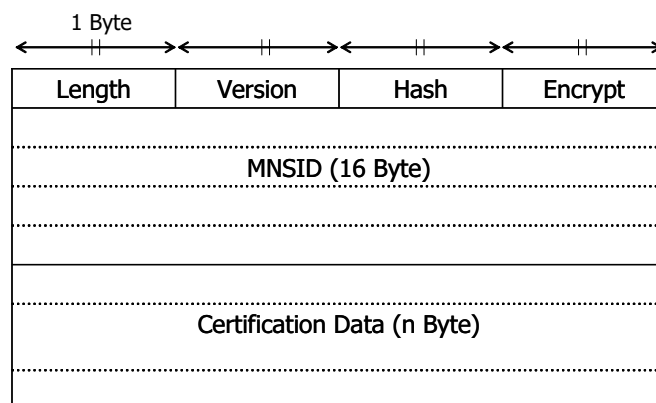 1 Byte
Length Version Hash Encrypt
MNSID (16 Byte)
Certification Data (n Byte)